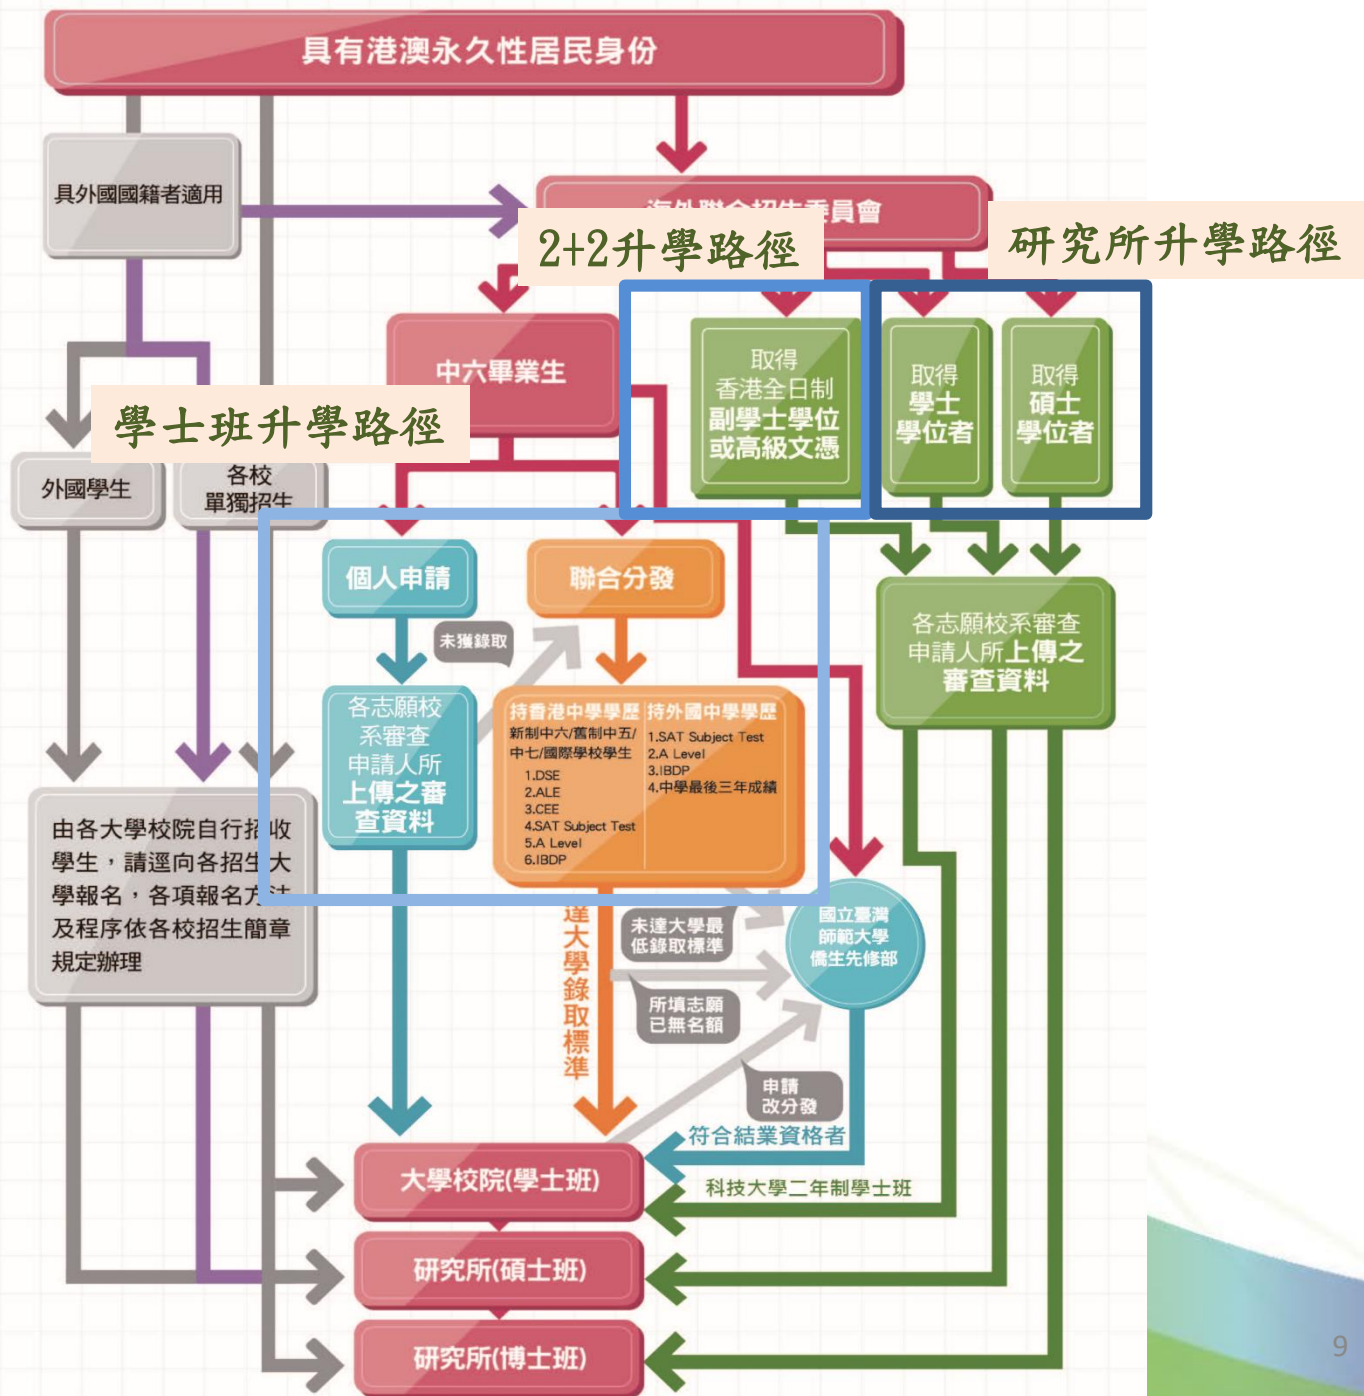 具有港澳永久性居民身份
具外國國籍者適用
海外聯合招生委員會
2+2升學路徑
研究所升學路徑
中六畢業生
取得
香港全日制
副學士學位
或高級文憑
取得
學士
學位者
取得
碩士
學位者
學士班升學路徑
外國學生
各校
單獨招生
個人申請
聯合分發
未獲錄取
各志願校系審查
申請人所上傳之
審查資料
各志願校
系審查
申請人所
上傳之審
查資料
持香港中學學歷
新制中六/舊制中五/
中七/國際學校學生
1.DSE
2.ALE
3.CEE
4.SAT Subject Test
5.A Level
6.IBDP
持外國中學學歷
1.SAT Subject Test
2.A Level
3.IBDP
4.中學最後三年成績
由各大學校院自行招收
學生，請逕向各招生大
學報名，各項報名方法
及程序依各校招生簡章
規定辦理
達大學錄取標準
未達大學最
低錄取標準
國立臺灣
師範大學
僑生先修部
所填志願
已無名額
申請
改分發
符合結業資格者
大學校院(學士班)
科技大學二年制學士班
研究所(碩士班)
研究所(博士班)
9